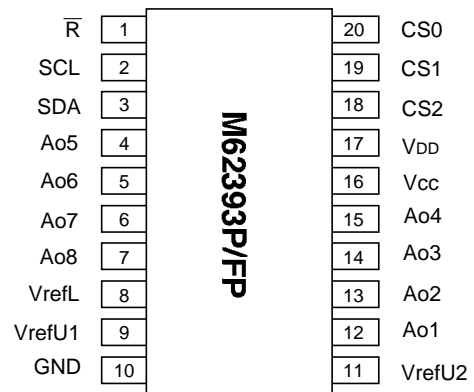 R̅ 1 20 CS0
SCL 2 19 CS1
SDA 3 18 CS2
Ao5 4 17 VDD
Ao6 5 16 Vcc
Ao7 6 15 Ao4
Ao8 7 14 Ao3
VrefL 8 13 Ao2
VrefU1 9 12 Ao1
GND 10 11 VrefU2
M62393P/FP